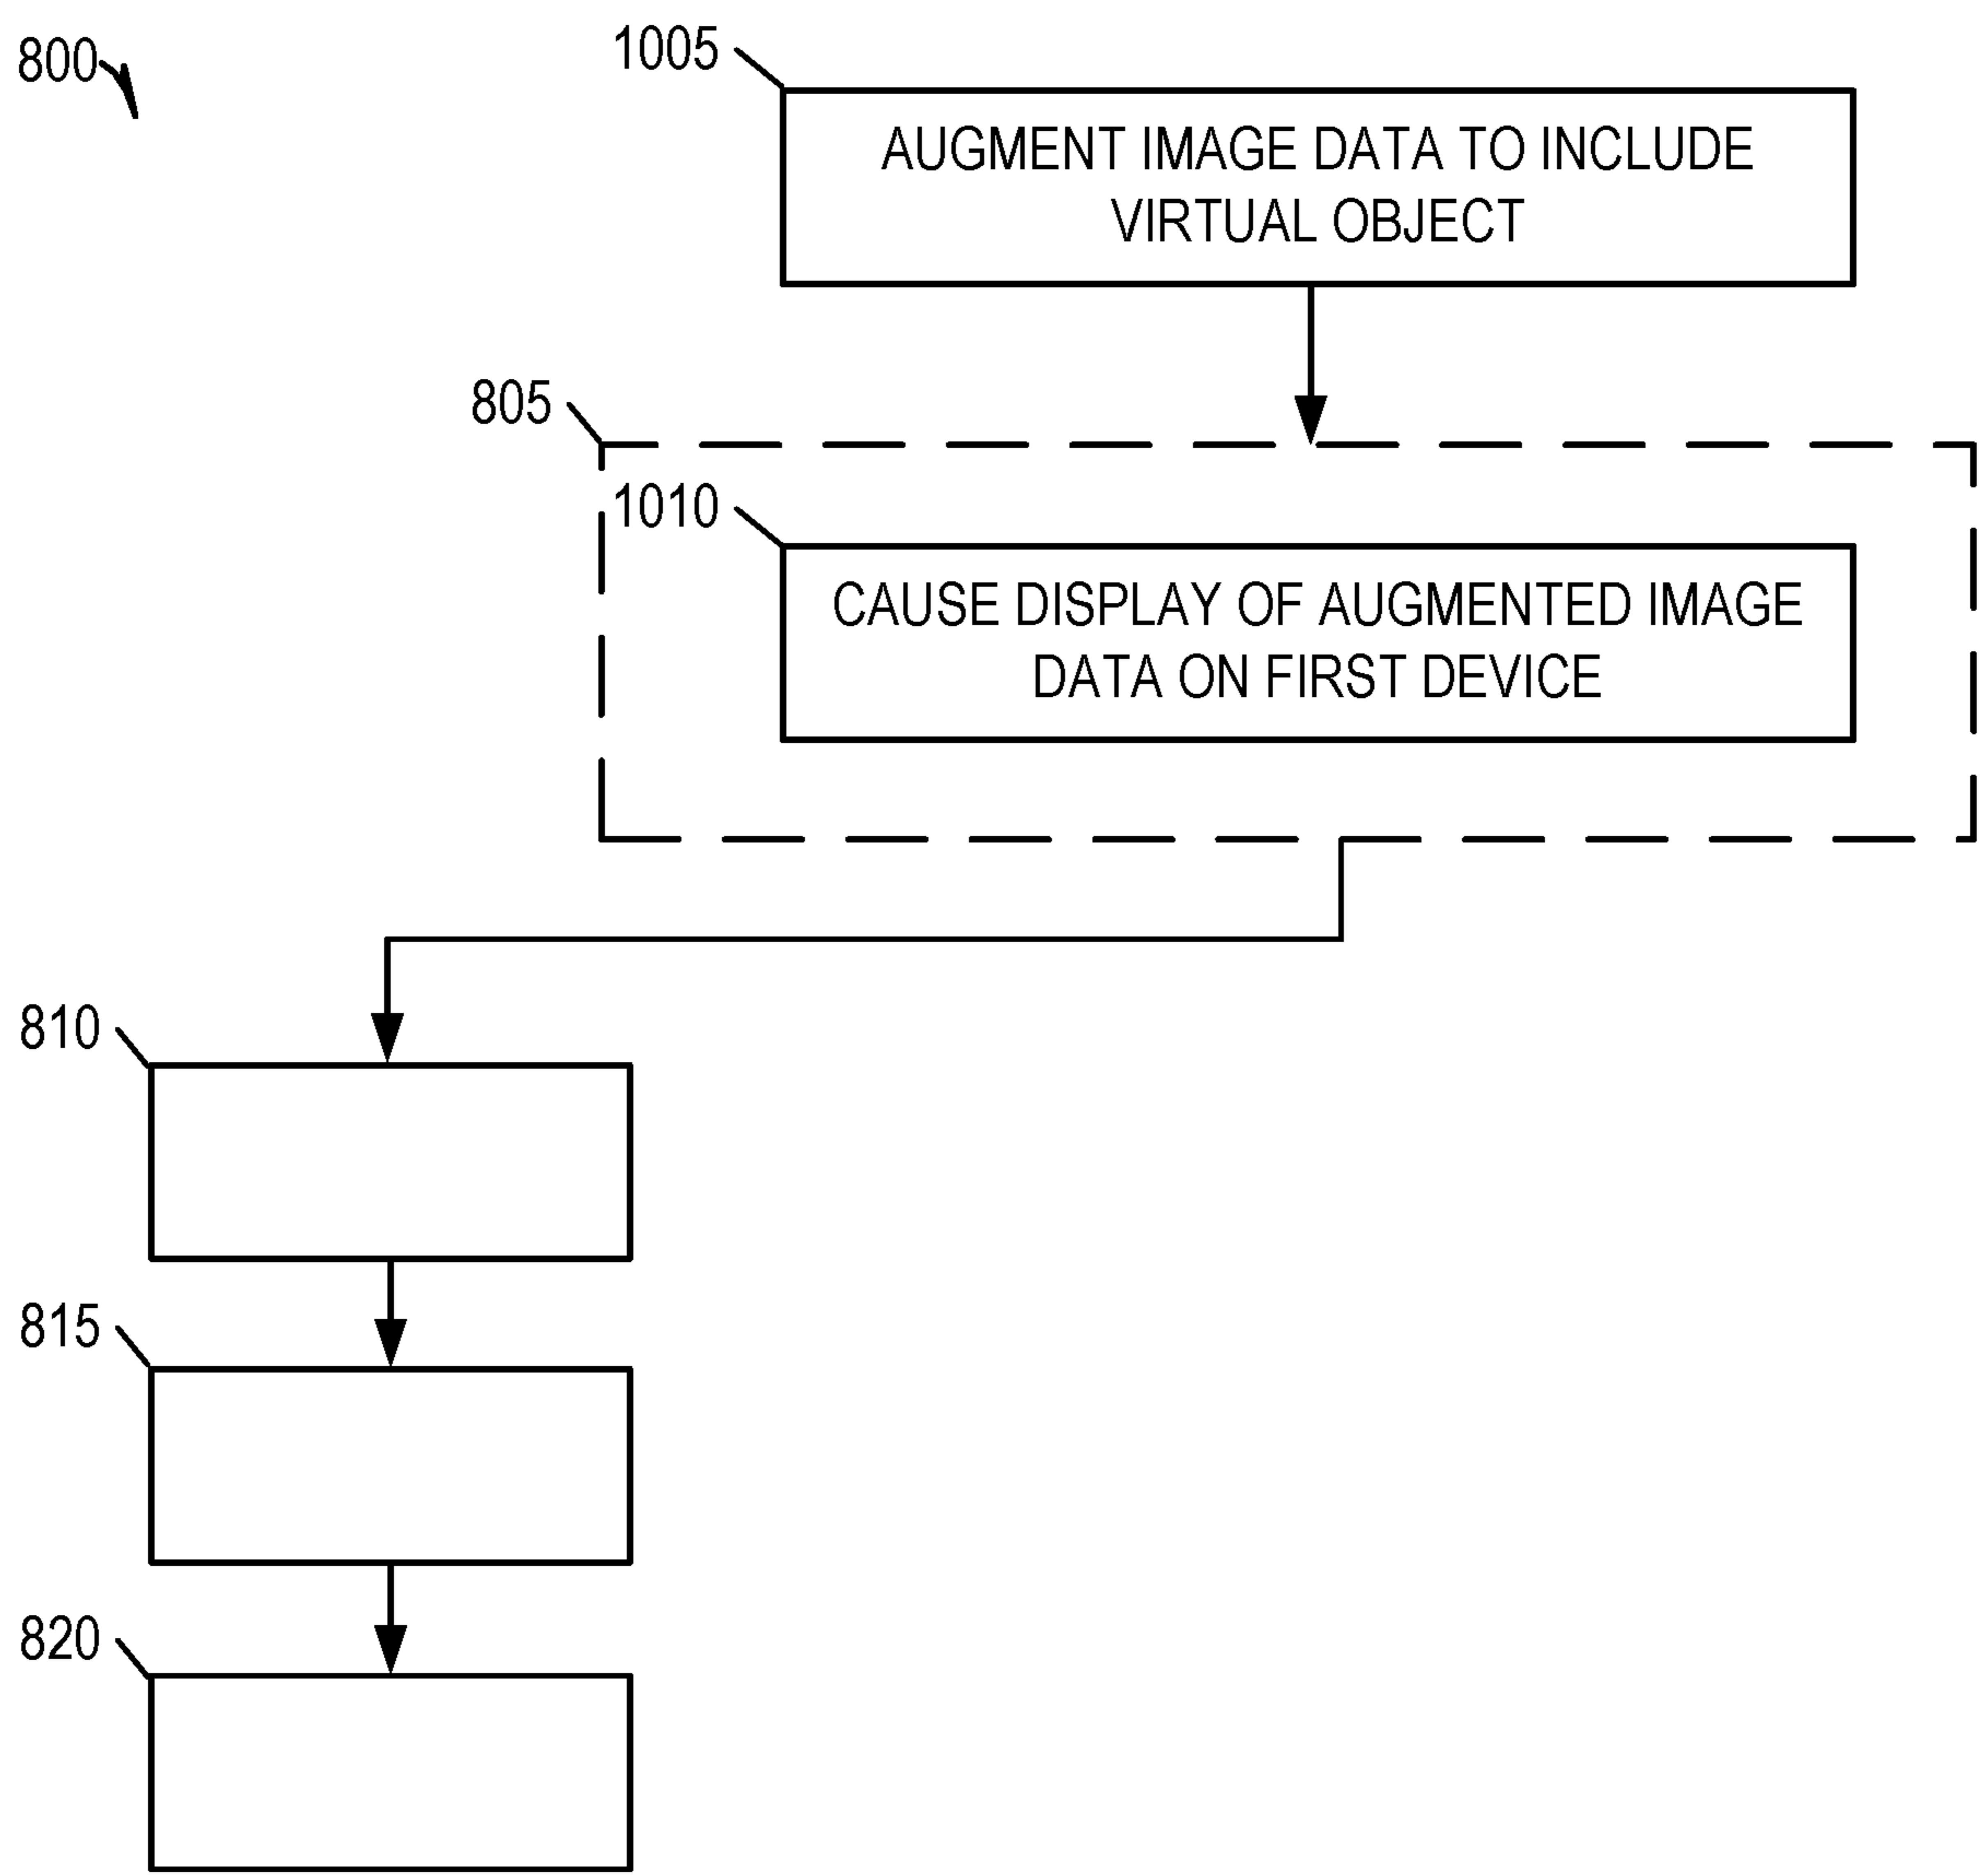 800
1005
AUGMENT IMAGE DATA TO INCLUDE
VIRTUAL OBJECT
805
1010
CAUSE DISPLAY OF AUGMENTED IMAGE
DATA ON FIRST DEVICE
810
815
820